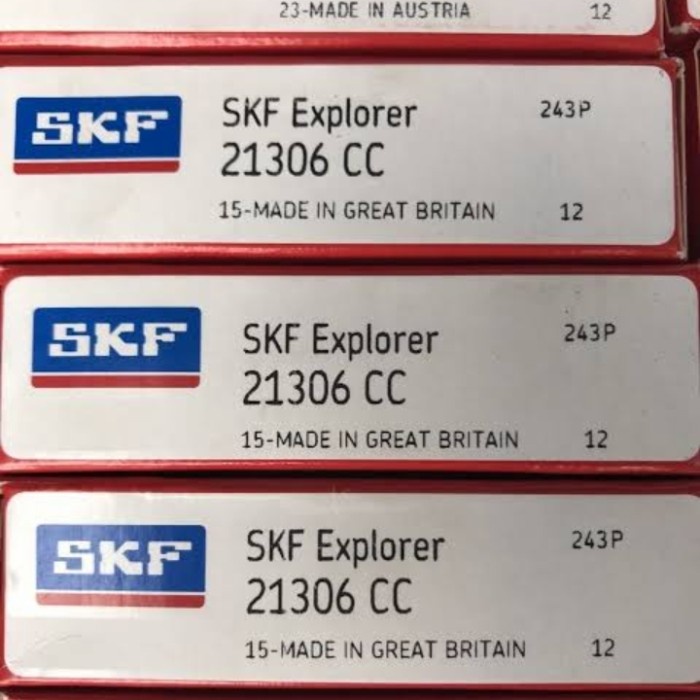 23-MADE IN AUSTRIA 12
SKF
SKF Explorer 243P
21306 CC
15-MADE IN GREAT BRITAIN 12
SKF
SKF Explorer 243P
21306 CC
15-MADE IN GREAT BRITAIN 12
SKF
SKF Explorer 243P
21306 CC
15-MADE IN GREAT BRITAIN 12